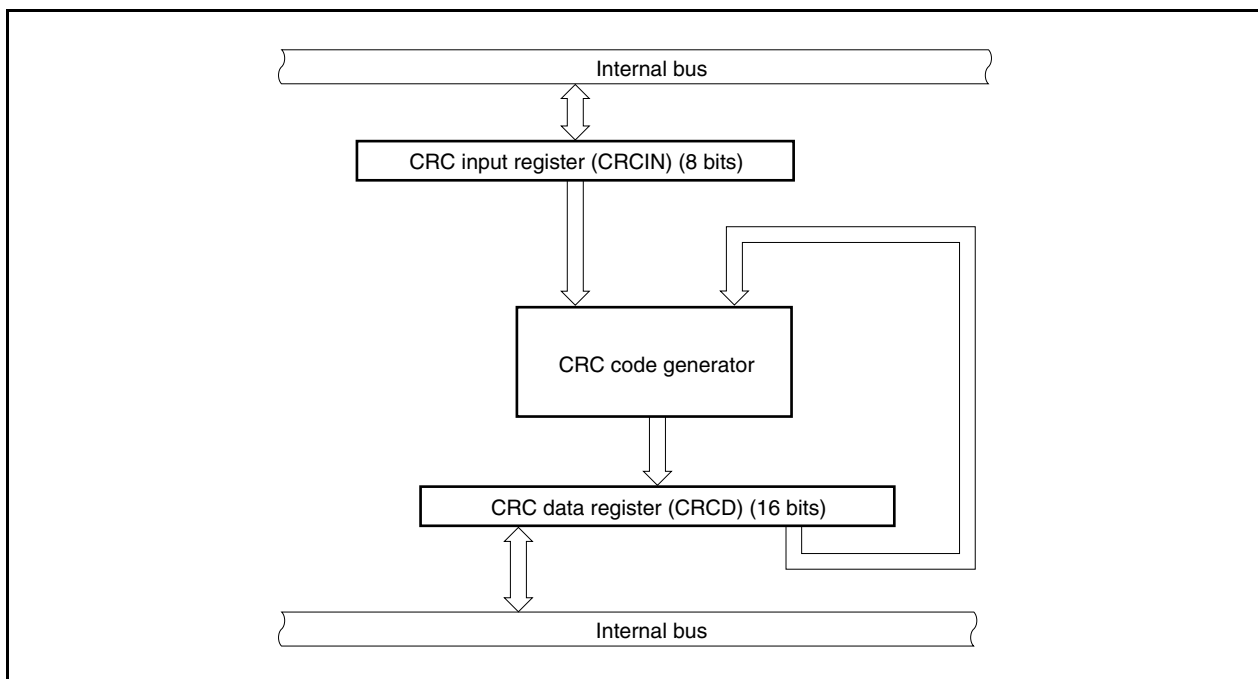 Internal bus
CRC input register (CRCIN) (8 bits)
CRC code generator
CRC data register (CRCD) (16 bits)
Internal bus